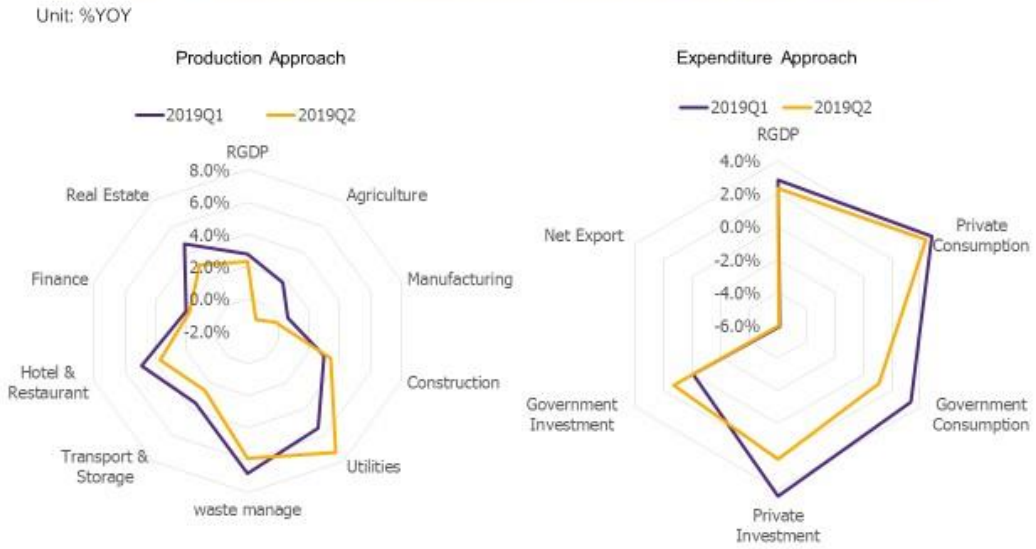 Unit: %YOY
Production Approach
2019Q1
2019Q2
RGDP
8.0%
6.0%
4.0%
2.0%
0.0%
-2.0%
Agriculture
Manufacturing
Construction
Utilities
waste manage
Transport &
Storage
Hotel &
Restaurant
Finance
Real Estate
Expenditure Approach
2019Q1
2019Q2
RGDP
4.0%
2.0%
0.0%
-2.0%
-4.0%
-6.0%
Private
Consumption
Government
Consumption
Private
Investment
Government
Investment
Net Export